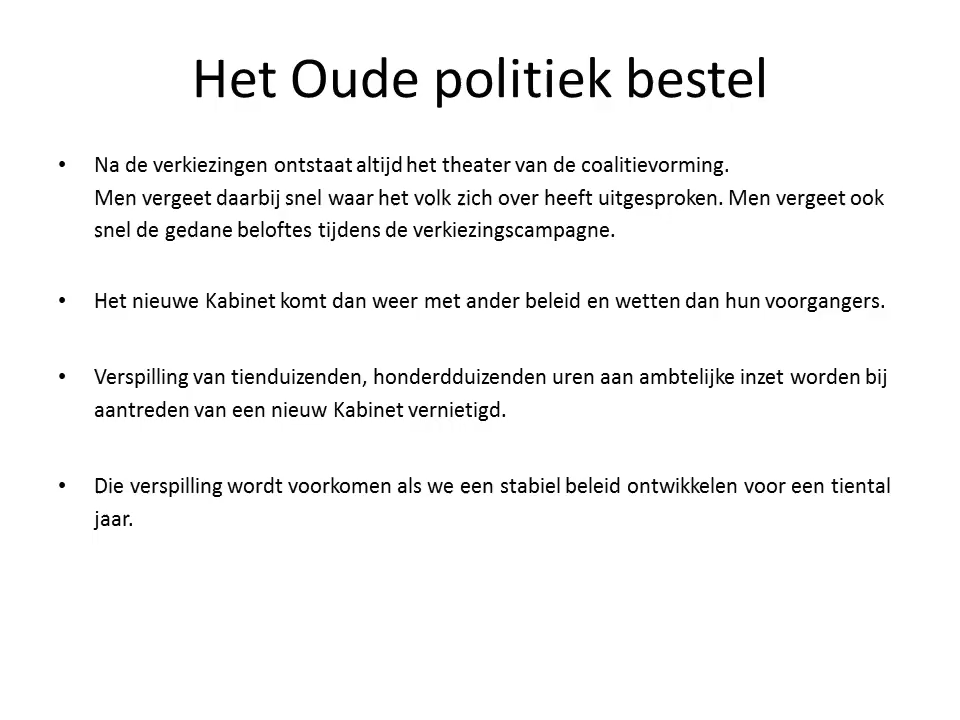 Het Oude politiek bestel
• Na de verkiezingen ontstaat altijd het theater van de coalitievorming.
Men vergeet daarbij snel waar het volk zich over heeft uitgesproken. Men vergeet ook
snel de gedane beloftes tijdens de verkiezingscampagne.
• Het nieuwe Kabinet komt dan weer met ander beleid en wetten dan hun voorgangers.
• Verspilling van tienduizenden, honderdduizenden uren aan ambtelijke inzet worden bij
aantreden van een nieuw Kabinet vernietigd.
• Die verspilling wordt voorkomen als we een stabiel beleid ontwikkelen voor een tiental
jaar.